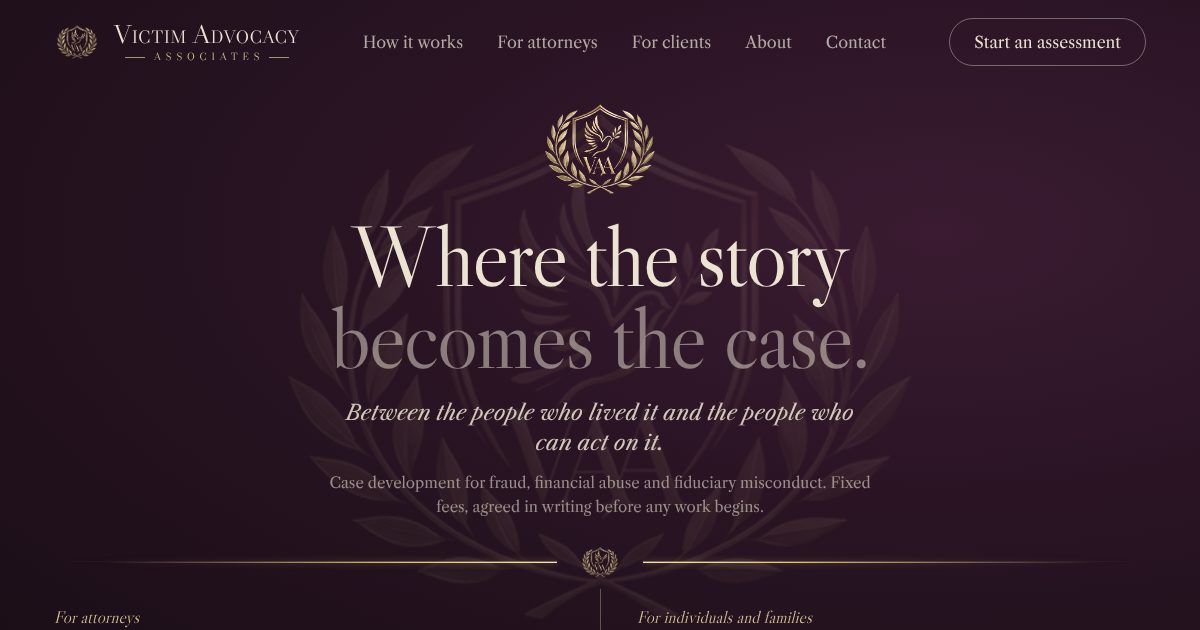 VICTIM ADVOCACY
ASSOCIATES
How it works
For attorneys
For clients
About
Contact
Start an assessment
VAA
Where the story
becomes the case.
Between the people who lived it and the people who
can act on it.
Case development for fraud, financial abuse and fiduciary misconduct. Fixed
fees, agreed in writing before any work begins.
For attorneys
For individuals and families